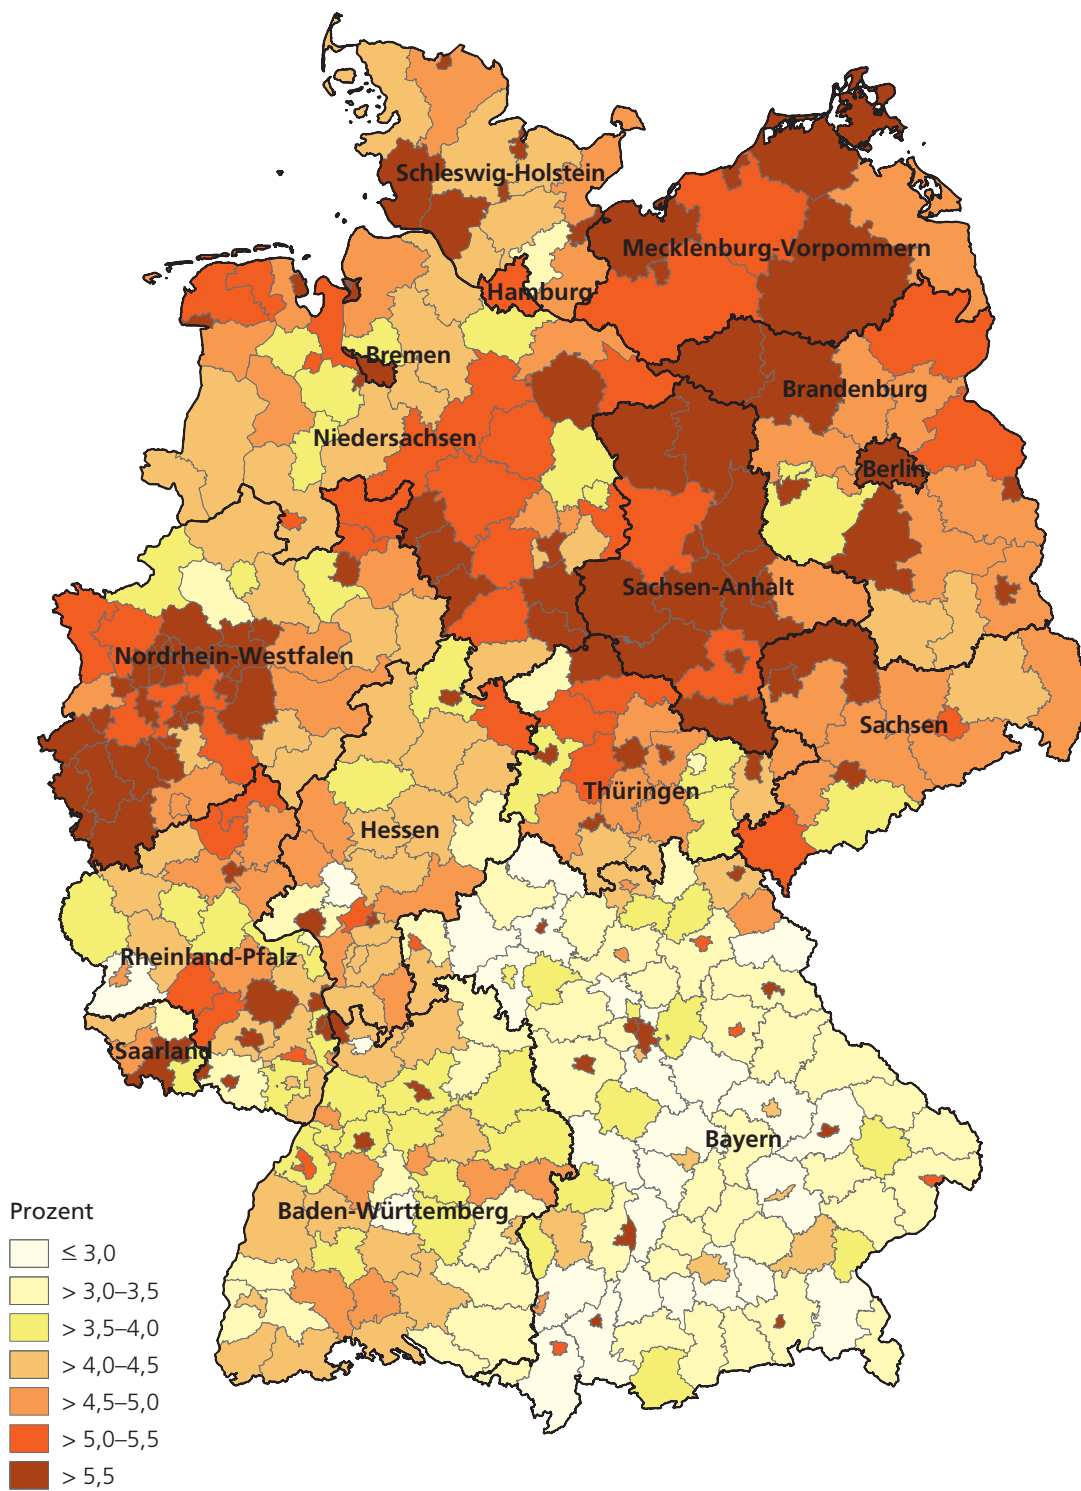 Schleswig-Holstein
Mecklenburg-Vorpommern
Hamburg
Bremen
Brandenburg
Niedersachsen
Berlin
Sachsen-Anhalt
Nordrhein-Westfalen
Sachsen
Thüringen
Hessen
Rheinland-Pfalz
Saarland
Bayern
Baden-Württemberg
Prozent
≤ 3,0
> 3,0–3,5
> 3,5–4,0
> 4,0–4,5
> 4,5–5,0
> 5,0–5,5
> 5,5